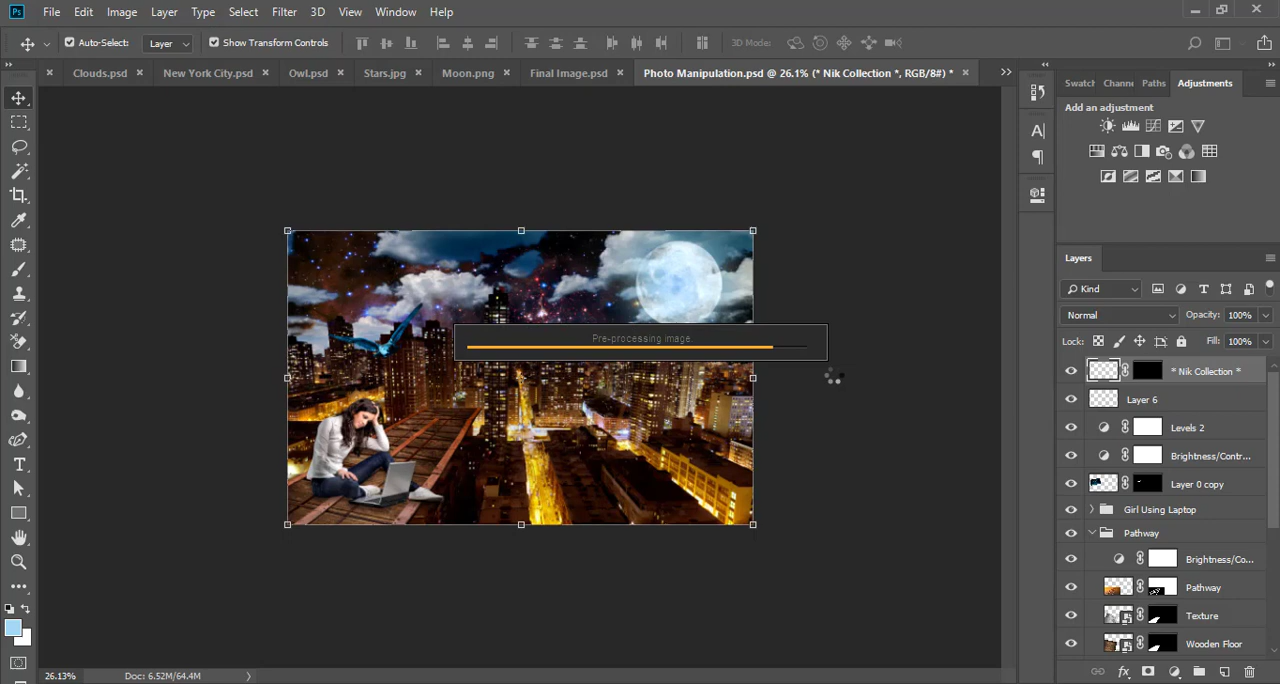 Ps File Edit Image Layer Type Select Filter 3D View Window Help
Auto-Select: Layer Show Transform Controls 3D Mode:
Clouds.psd New York City.psd Owl.psd Stars.jpg Moon.png Final Image.psd Photo Manipulation.psd @ 26.1% (* Nik Collection *, RGB/8#) *
Swatch Chann Paths Adjustments
Add an adjustment
Pre-processing image
Layers
Kind
Normal Opacity: 100%
Lock: Fill: 100%
* Nik Collection *
Layer 6
Levels 2
Brightness/Contr...
Layer 0 copy
Girl Using Laptop
Pathway
Brightness/Co...
Pathway
Texture
Wooden Floor
26.13% Doc: 6.52M/64.4M